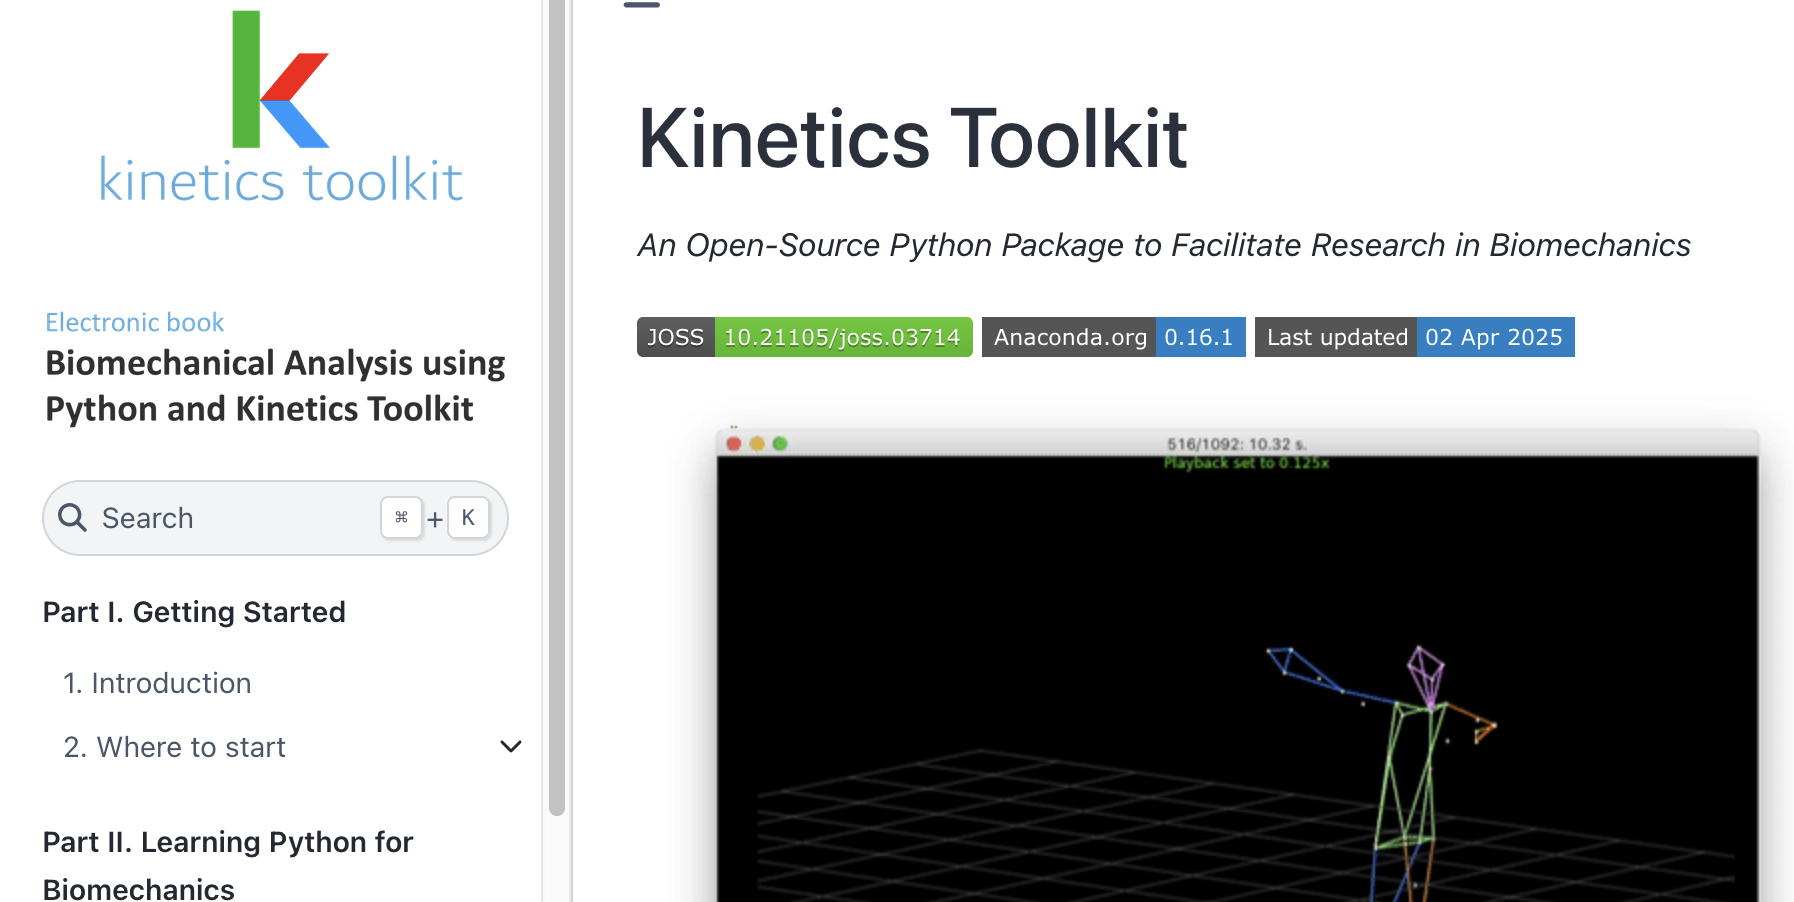 kinetics toolkit
Electronic book
Biomechanical Analysis using
Python and Kinetics Toolkit
Search ⌘ + K
Part I. Getting Started
1. Introduction
2. Where to start
Part II. Learning Python for
Biomechanics
Kinetics Toolkit
An Open-Source Python Package to Facilitate Research in Biomechanics
JOSS 10.21105/joss.03714 Anaconda.org 0.16.1 Last updated 02 Apr 2025
516/1092: 10.32 s.
Playback set to 0.125x